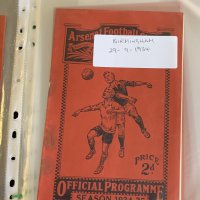 Arsenal Football
BIRMINGHAM
29-9-1934
PRICE
2d
OFFICIAL PROGRAMME
SEASON 1934-35